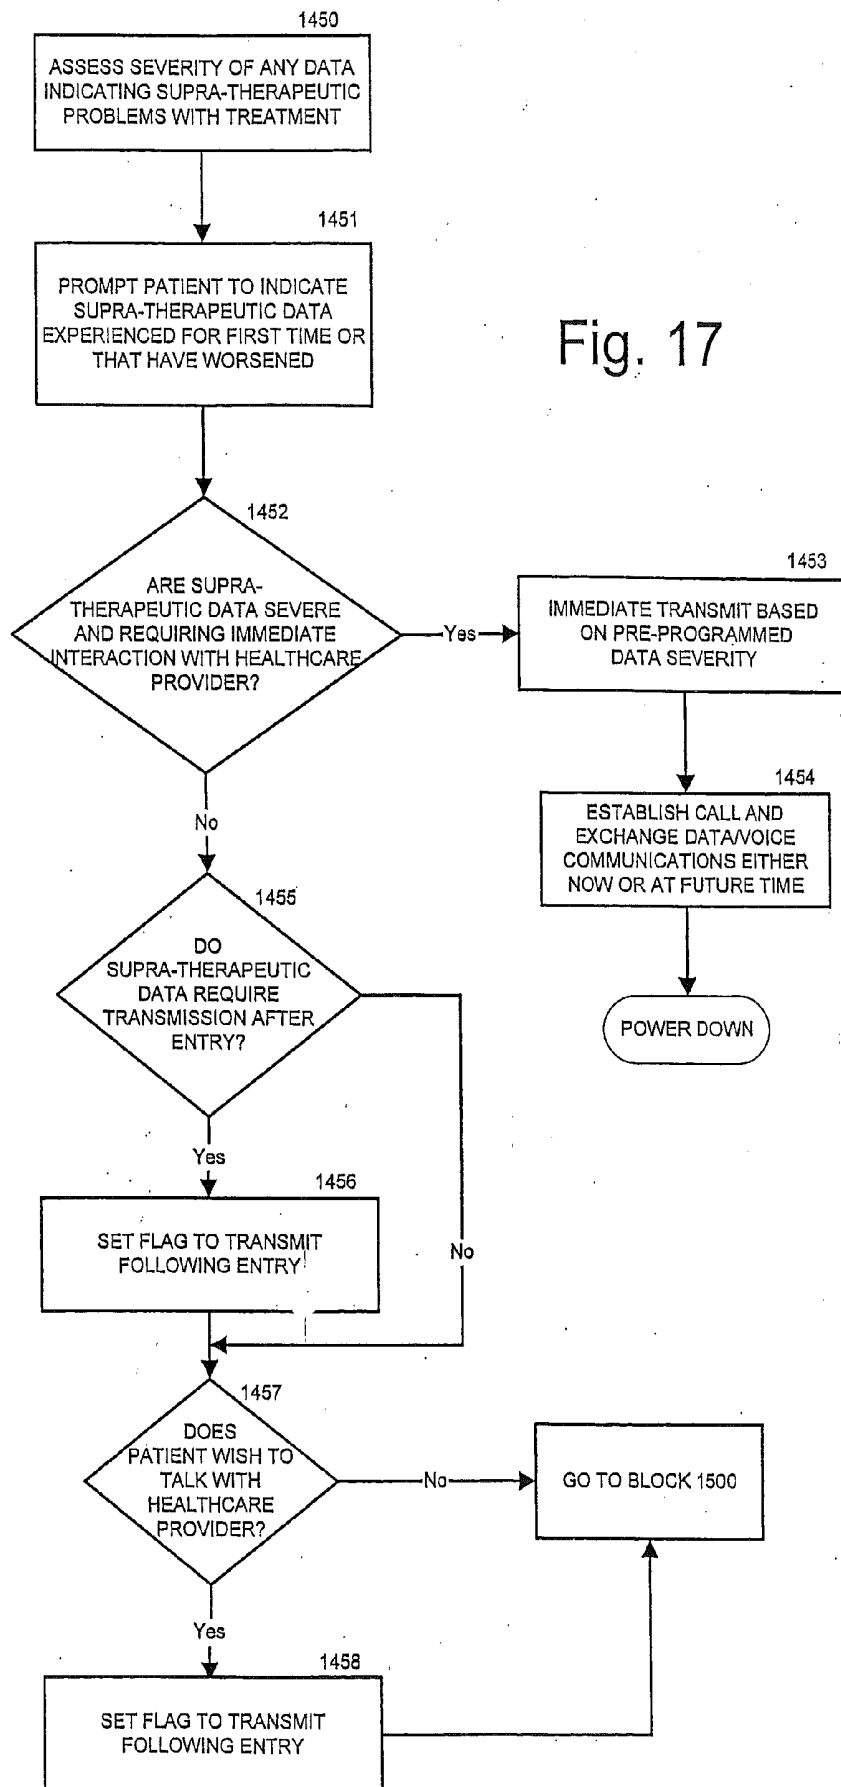 1450
ASSESS SEVERITY OF ANY DATA
INDICATING SUPRA-THERAPEUTIC
PROBLEMS WITH TREATMENT
1451
PROMPT PATIENT TO INDICATE
SUPRA-THERAPEUTIC DATA
EXPERIENCED FOR FIRST TIME OR
THAT HAVE WORSENED
Fig. 17
1452
ARE SUPRA-
THERAPEUTIC DATA SEVERE
AND REQUIRING IMMEDIATE
INTERACTION WITH HEALTHCARE
PROVIDER?
Yes
1453
IMMEDIATE TRANSMIT BASED
ON PRE-PROGRAMMED
DATA SEVERITY
1454
ESTABLISH CALL AND
EXCHANGE DATA/VOICE
COMMUNICATIONS EITHER
NOW OR AT FUTURE TIME
POWER DOWN
No
1455
DO
SUPRA-THERAPEUTIC
DATA REQUIRE
TRANSMISSION AFTER
ENTRY?
Yes
No
1456
SET FLAG TO TRANSMIT
FOLLOWING ENTRY
1457
DOES
PATIENT WISH TO
TALK WITH
HEALTHCARE
PROVIDER?
No
GO TO BLOCK 1500
Yes
1458
SET FLAG TO TRANSMIT
FOLLOWING ENTRY